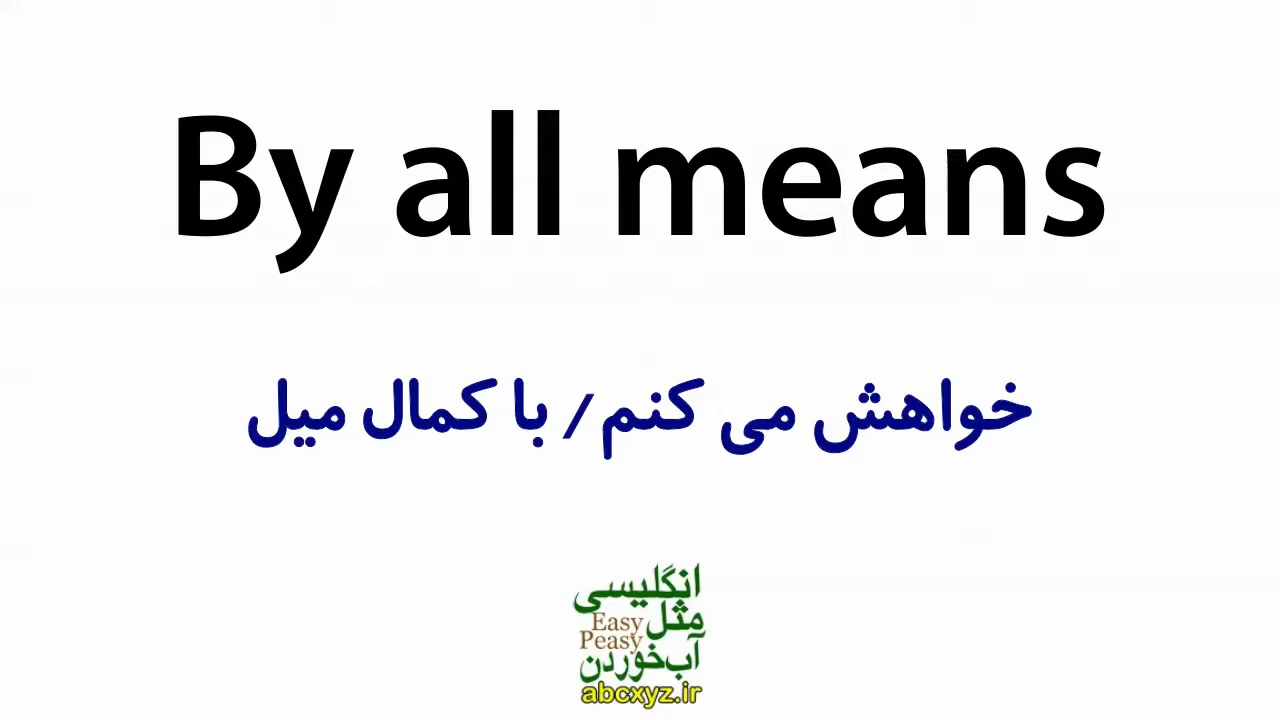 By all means
خواهش می کنم/ با کمال میل
انگلیسی
مثل
Easy
Peasy
آب‌خوردن
abcxyz.ir